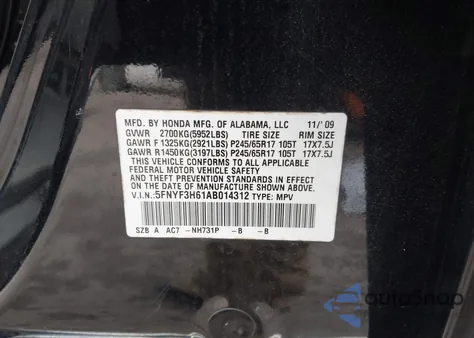 MFD. BY HONDA MFG. OF ALABAMA, LLC 11/'09
GVWR 2700KG(5952LBS) TIRE SIZE RIM SIZE
GAWR F1325KG(2921LBS) P245/65R17 105T 17X7.5J
GAWR R1450KG(3197LBS) P245/65R17 105T 17X7.5J
THIS VEHICLE CONFORMS TO ALL APPLICABLE
FEDERAL MOTOR VEHICLE SAFETY
AND THEFT PREVENTION STANDARDS IN EFFECT ON
THE DATE OF MANUFACTURE SHOWN ABOVE.
V.I.N.:5FNYF3H61AB014312 TYPE: MPV
SZB A AC7 -NH731P -B -B
autosnap